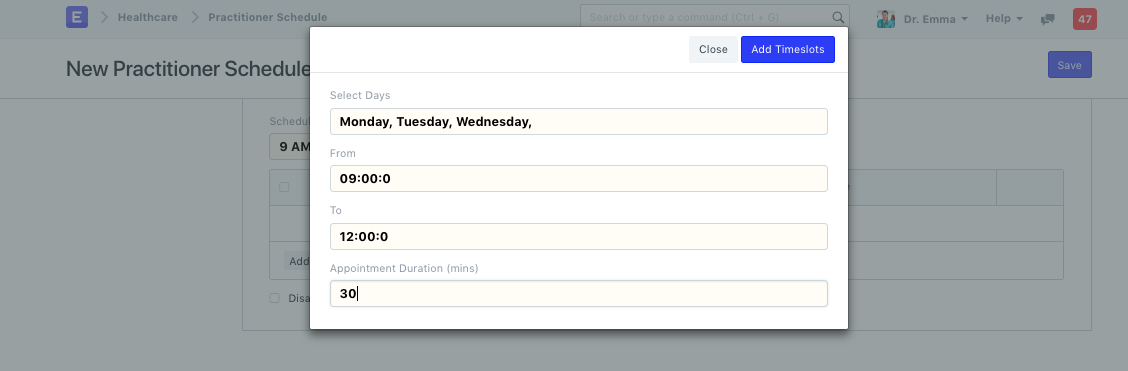 E Healthcare Practitioner Schedule Search or type a command (Ctrl + G) Dr. Emma Help 47
New Practitioner Schedule Save
Close Add Timeslots
Select Days
Monday, Tuesday, Wednesday,
From
09:00:0
To
12:00:0
Appointment Duration (mins)
30
9 AM
Add